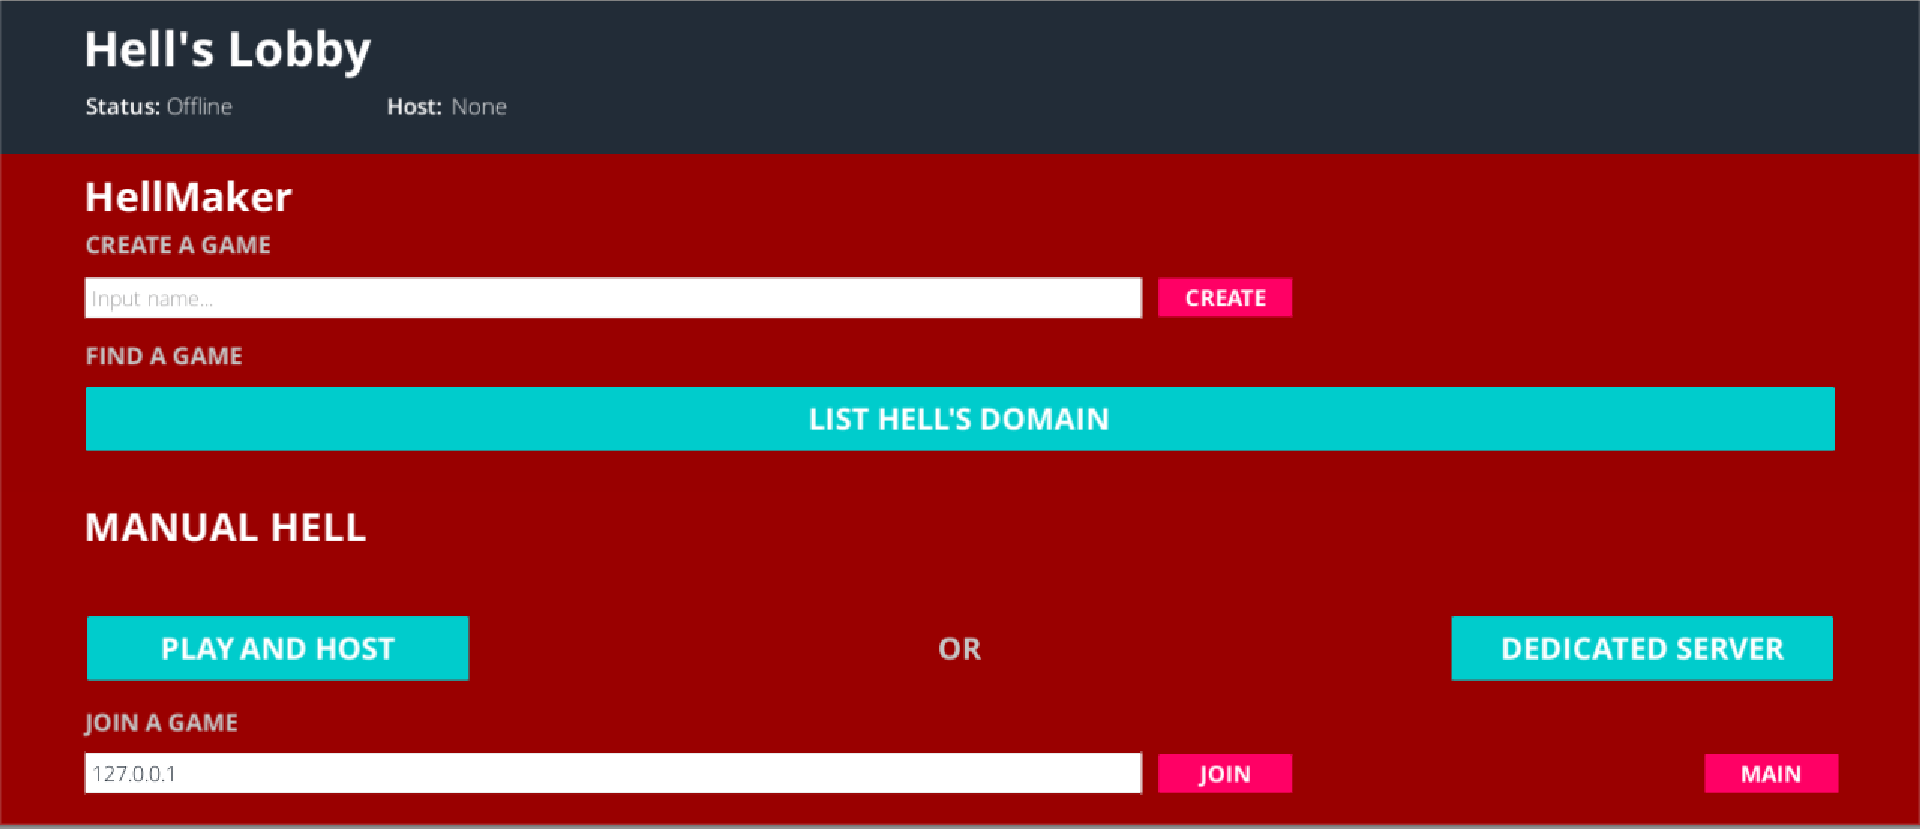 Hell's Lobby
Status: Offline Host: None
HellMaker
CREATE A GAME
Input name... CREATE
FIND A GAME
LIST HELL'S DOMAIN
MANUAL HELL
PLAY AND HOST OR DEDICATED SERVER
JOIN A GAME
127.0.0.1 JOIN MAIN